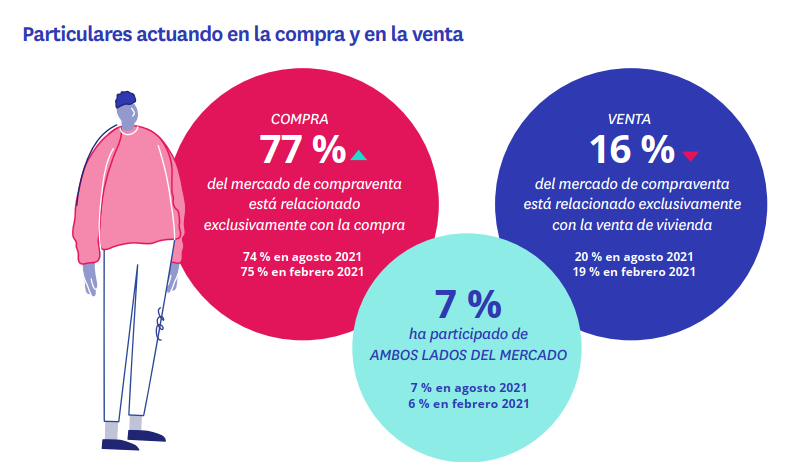 Particulares actuando en la compra y en la venta
COMPRA
77 %
del mercado de compraventa
está relacionado
exclusivamente con la compra
74 % en agosto 2021
75 % en febrero 2021
VENTA
16 %
del mercado de compraventa
está relacionado exclusivamente
con la venta de vivienda
20 % en agosto 2021
19 % en febrero 2021
7 %
ha participado de
AMBOS LADOS DEL MERCADO
7 % en agosto 2021
6 % en febrero 2021